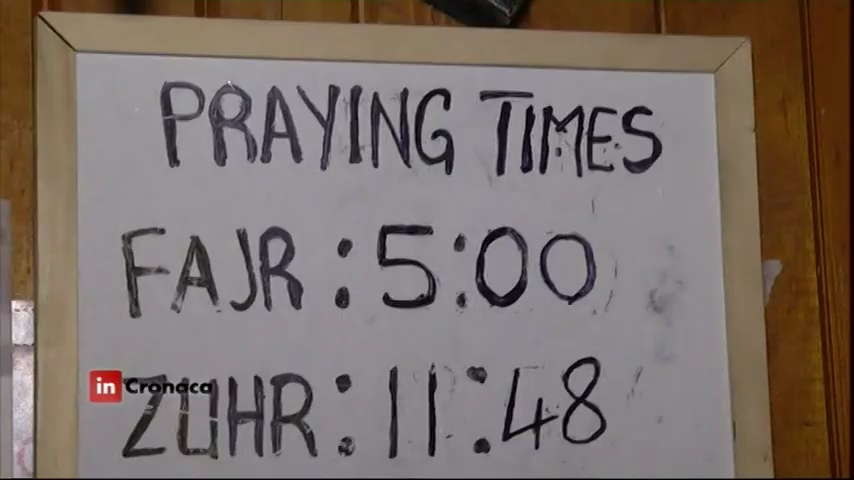 PRAYING TIMES
FAJR : 5:00
in Cronaca
ZUHR : 11:48